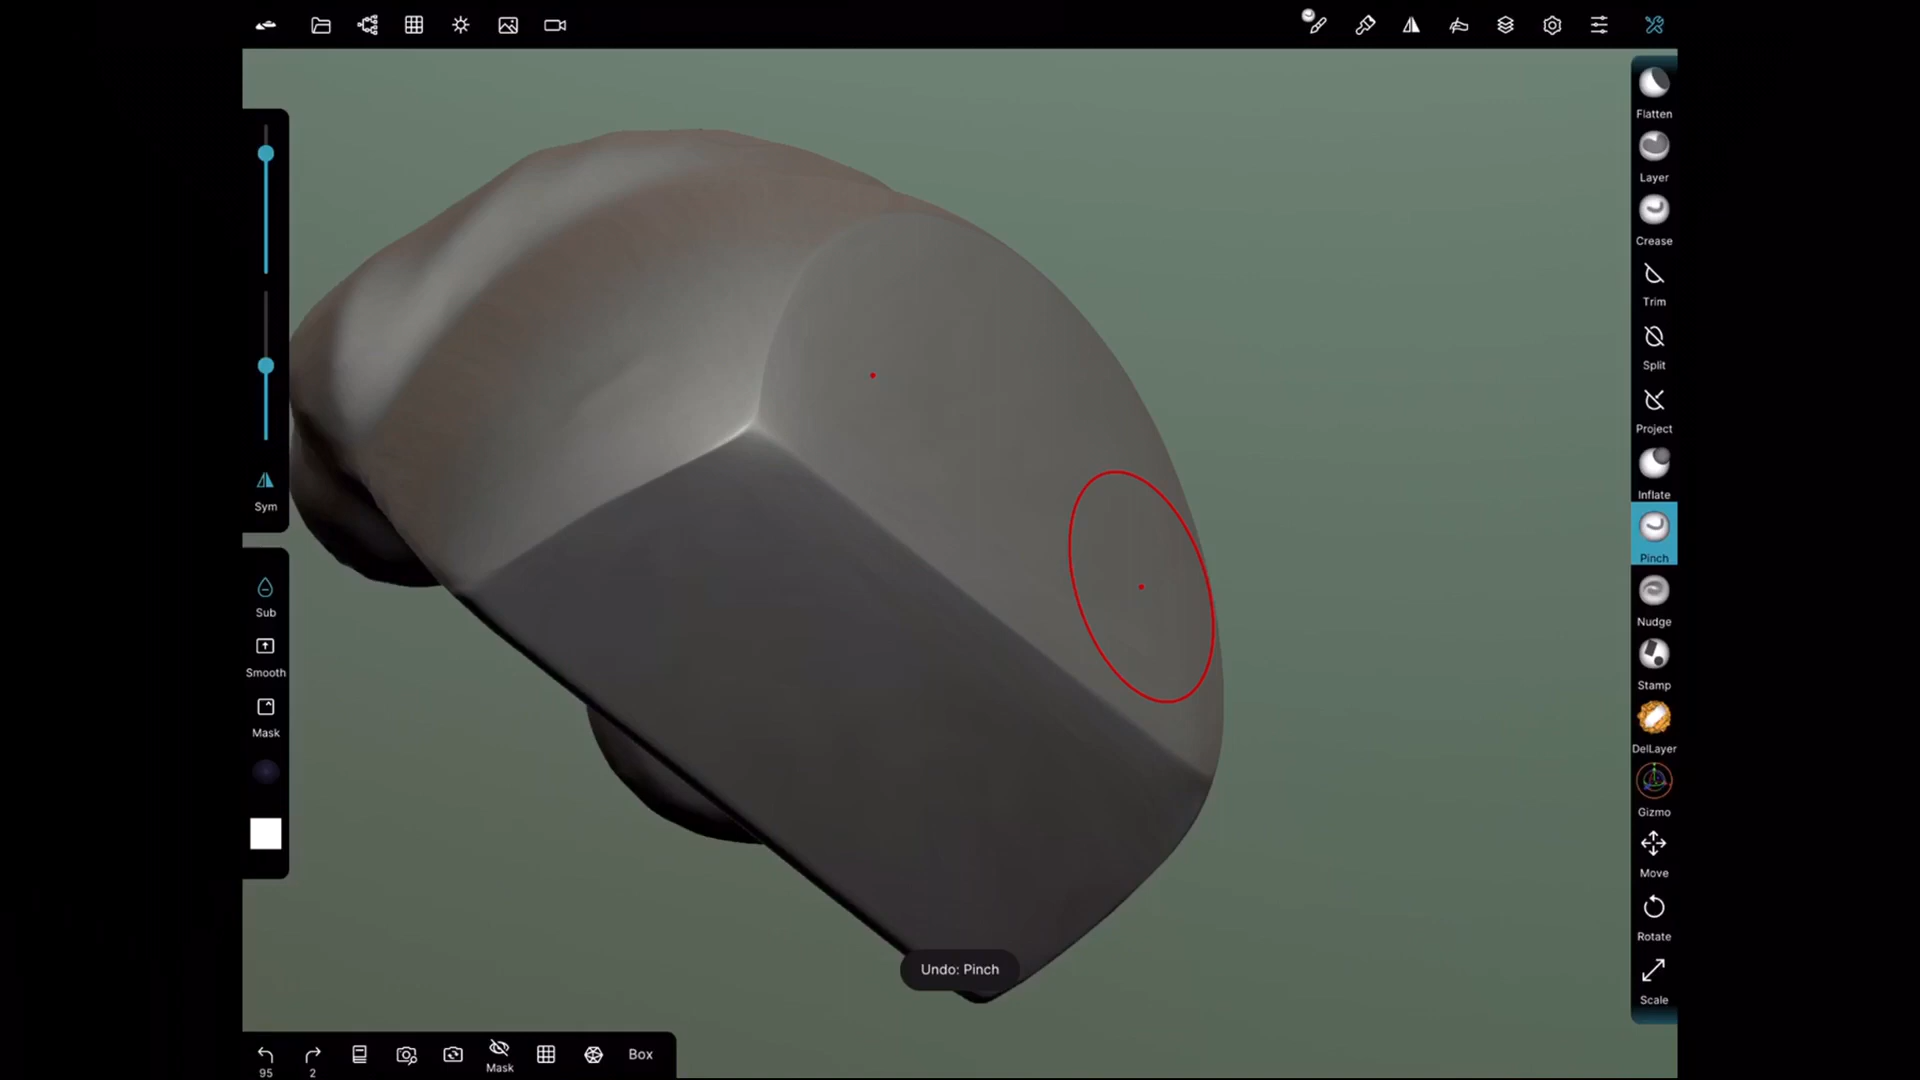 Flatten
Layer
Crease
Trim
Split
Project
Inflate
Pinch
Nudge
Stamp
DelLayer
Gizmo
Move
Rotate
Scale
Sym
Sub
Smooth
Mask
Undo: Pinch
95
2
Mask
Box